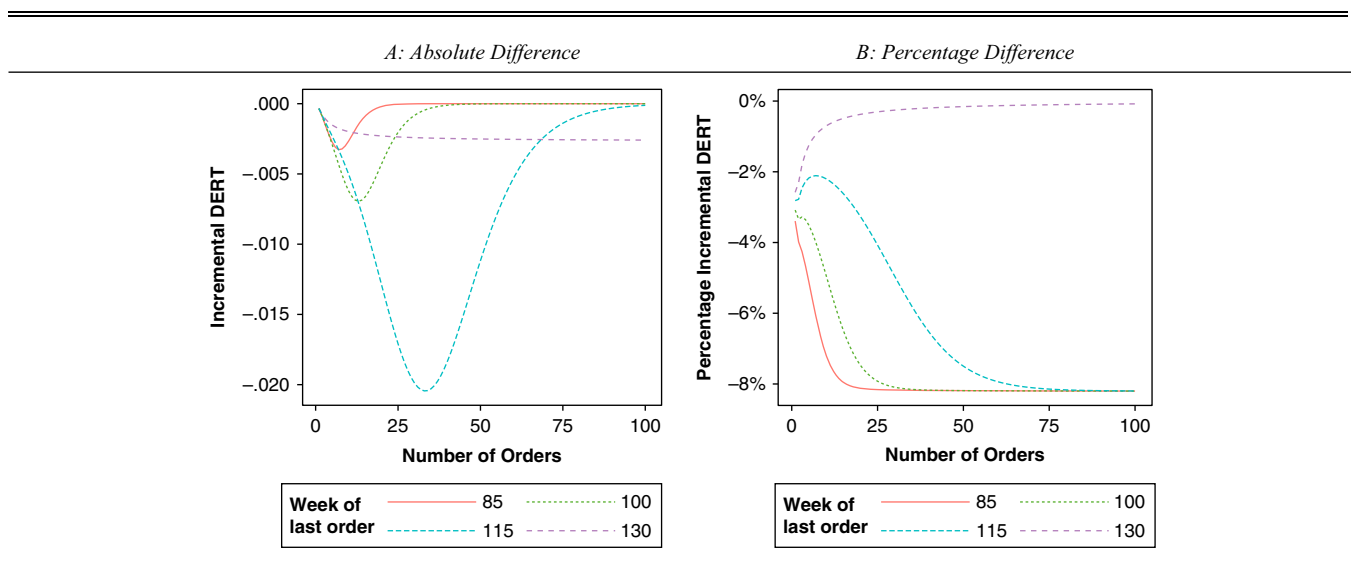 A: Absolute Difference
B: Percentage Difference
Incremental DERT
.000
–.005
–.010
–.015
–.020
0 25 50 75 100
Number of Orders
Week of last order
85
100
115
130
Percentage Incremental DERT
0%
–2%
–4%
–6%
–8%
0 25 50 75 100
Number of Orders
Week of last order
85
100
115
130